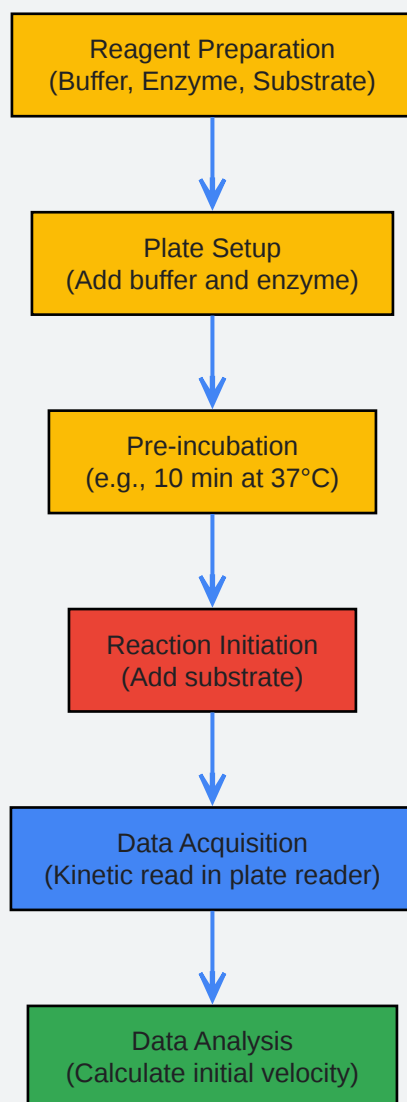 Reagent Preparation
(Buffer, Enzyme, Substrate)
Plate Setup
(Add buffer and enzyme)
Pre-incubation
(e.g., 10 min at 37°C)
Reaction Initiation
(Add substrate)
Data Acquisition
(Kinetic read in plate reader)
Data Analysis
(Calculate initial velocity)